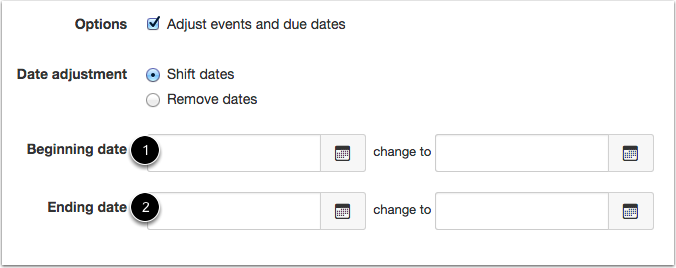 Options Adjust events and due dates
Date adjustment Shift dates
Remove dates
Beginning date 1 change to
Ending date 2 change to